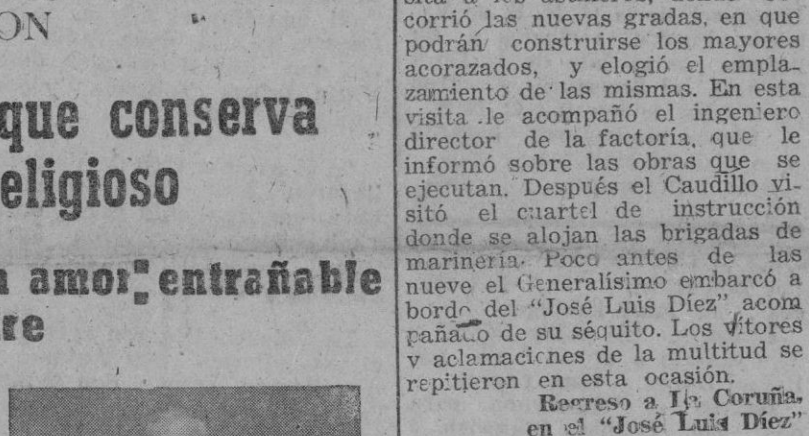 ON
que conserva
eligioso
amor entrañable
re
corrió las nuevas gradas, en que
podrán construirse los mayores
acorazados, y elogió el empla-
zamiento de las mismas. En esta
visita le acompañó el ingeniero
director de la factoría, que le
informó sobre las obras que se
ejecutan. Después el Caudillo vi-
sitó el cuartel de instrucción
donde se alojan las brigadas de
marinería. Poco antes de las
nueve el Generalísimo embarcó a
bordo del "José Luis Díez" acom
pañado de su séquito. Los vítores
y aclamaciones de la multitud se
repitieron en esta ocasión.
Regreso a La Coruña,
en el "José Luis Díez"